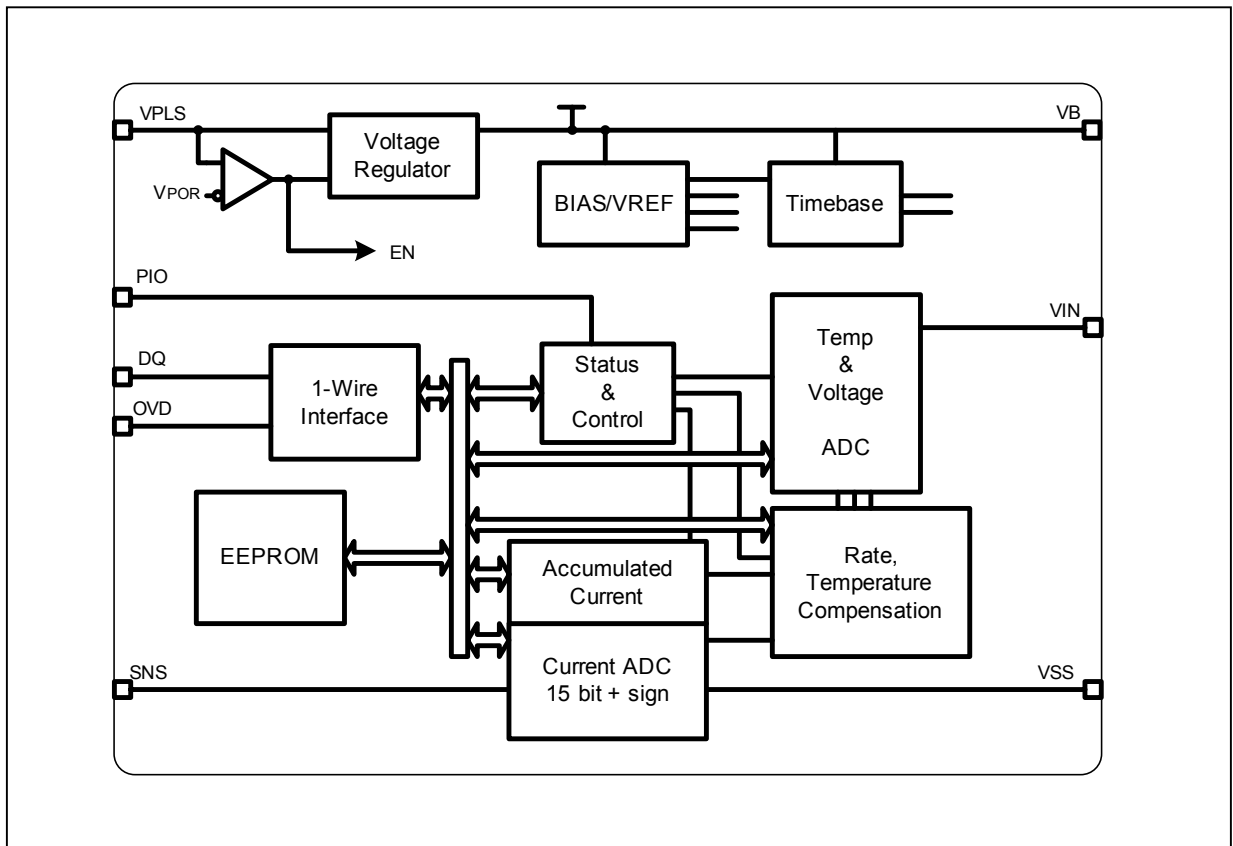 VPLS
VB
Voltage
Regulator
VPOR
BIAS/VREF
Timebase
EN
PIO
VIN
Temp
&
Voltage
ADC
DQ
OVD
1-Wire
Interface
Status
&
Control
EEPROM
Accumulated
Current
Rate,
Temperature
Compensation
SNS
Current ADC
15 bit + sign
VSS